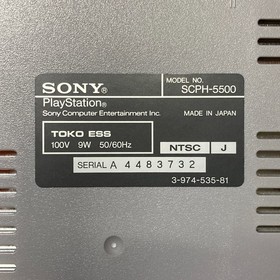 SONY®
MODEL NO.
SCPH-5500
PlayStation®
Sony Computer Entertainment Inc.
MADE IN JAPAN
TOKO ESS
100V 9W 50/60Hz
NTSC J
SERIAL A 4483732
3-974-535-81